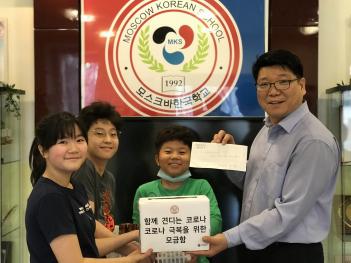 MOSCOW KOREAN SCHOOL
MKS
1992
모스크바한국학교
함께 견디는 코로나
코로나 극복을 위한
모금함